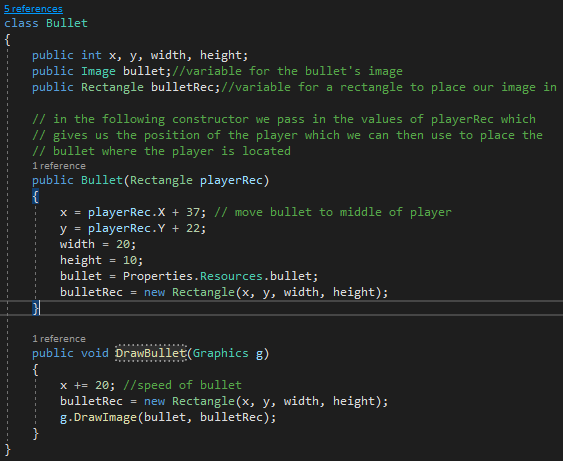 5 references
class Bullet
{
public int x, y, width, height;
public Image bullet;//variable for the bullet's image
public Rectangle bulletRec;//variable for a rectangle to place our image in
// in the following constructor we pass in the values of playerRec which
// gives us the position of the player which we can then use to place the
// bullet where the player is located
1 reference
public Bullet(Rectangle playerRec)
{
x = playerRec.X + 37; // move bullet to middle of player
y = playerRec.Y + 22;
width = 20;
height = 10;
bullet = Properties.Resources.bullet;
bulletRec = new Rectangle(x, y, width, height);
}
1 reference
public void DrawBullet(Graphics g)
{
x += 20; //speed of bullet
bulletRec = new Rectangle(x, y, width, height);
g.DrawImage(bullet, bulletRec);
}
}